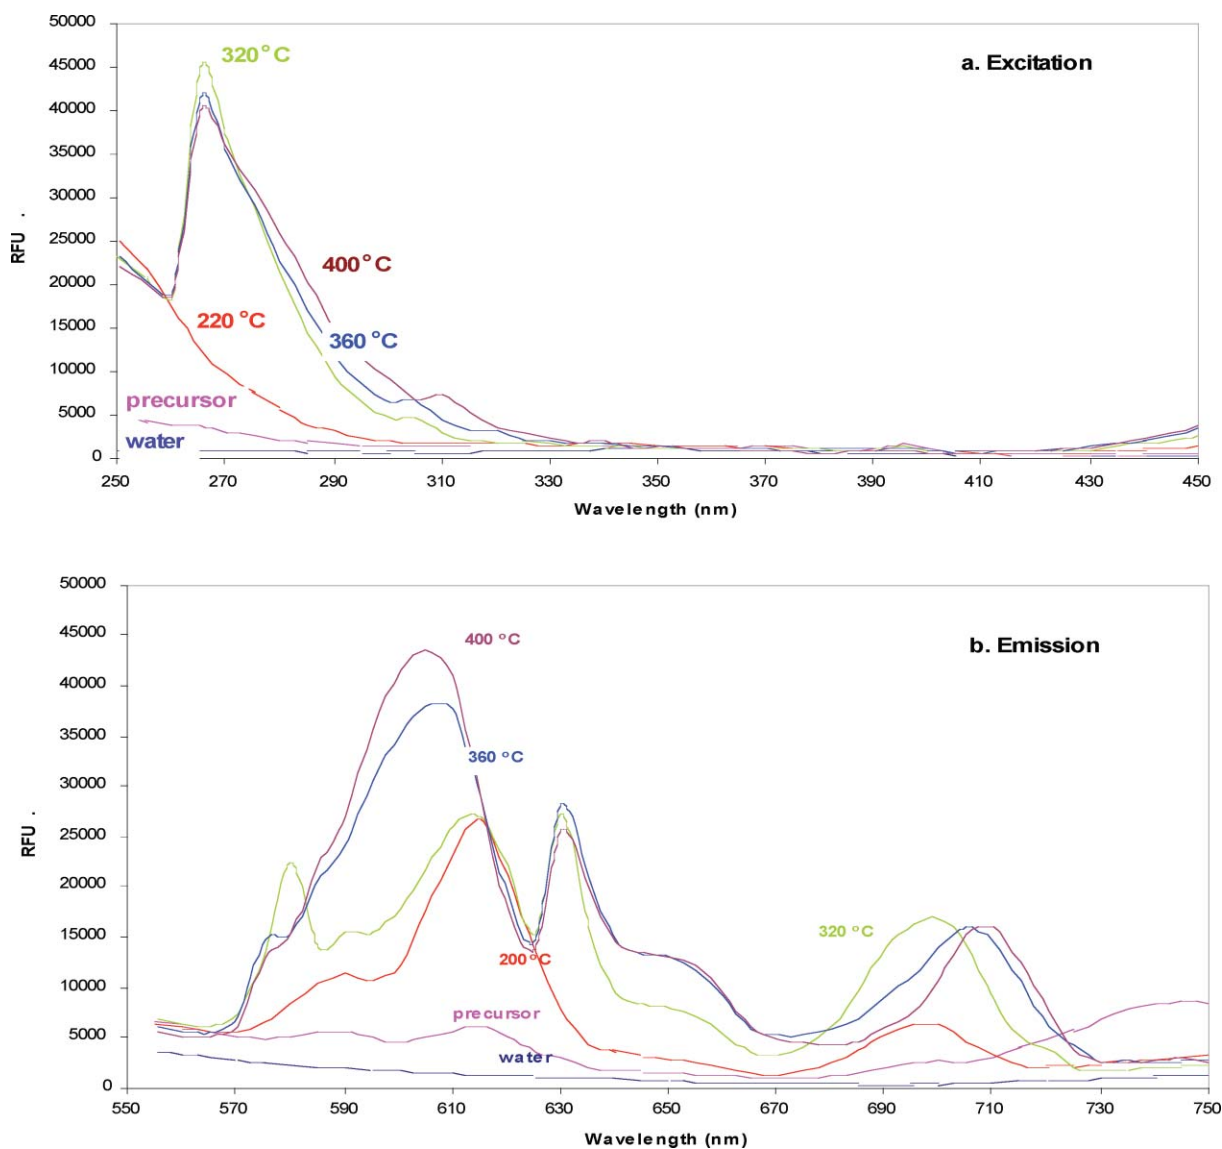 50000
320°C
a. Excitation
45000
40000
35000
30000
25000
RFU .
400°C
20000
220 °C
15000
360 °C
10000
precursor
5000
water
0
250 270 290 310 330 350 370 390 410 430 450
Wavelength (nm)
50000
400 °C
b. Emission
45000
40000
35000
360 °C
30000
25000
RFU .
20000
15000
320 °C
200°C
10000
precursor
5000
water
0
550 570 590 610 630 650 670 690 710 730 750
Wavelength (nm)